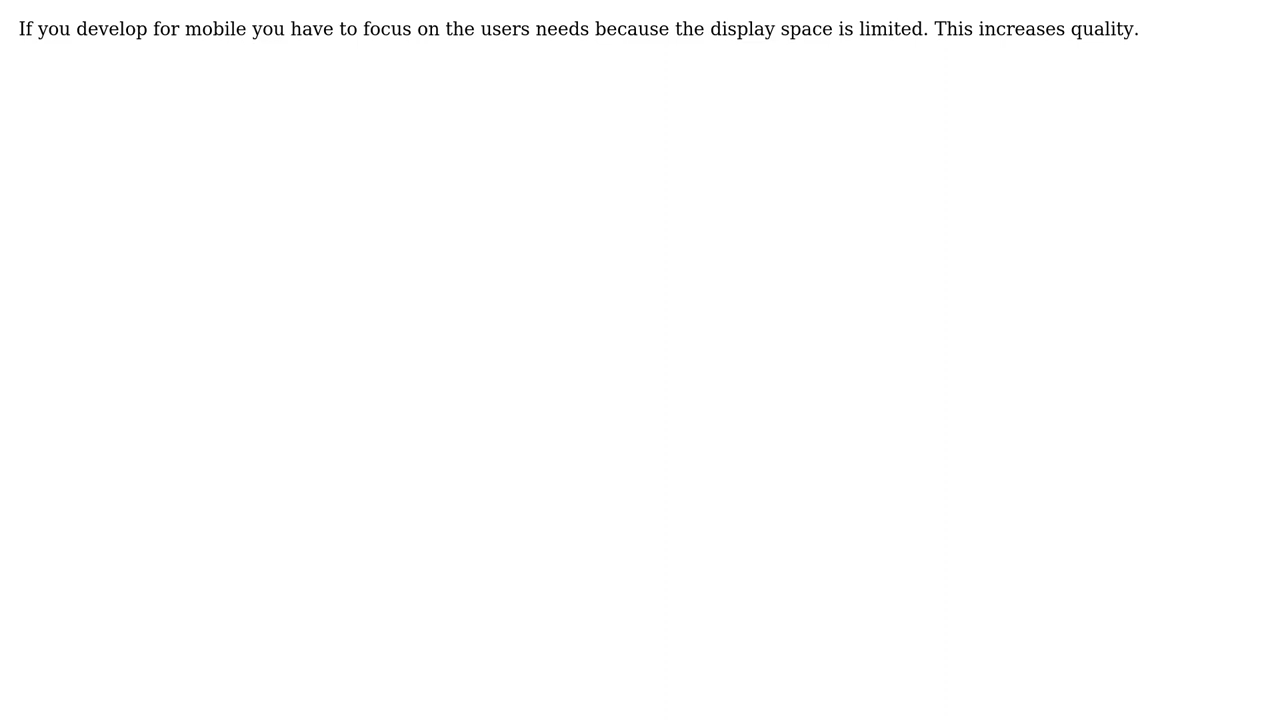 If you develop for mobile you have to focus on the users needs because the display space is limited. This increases quality.